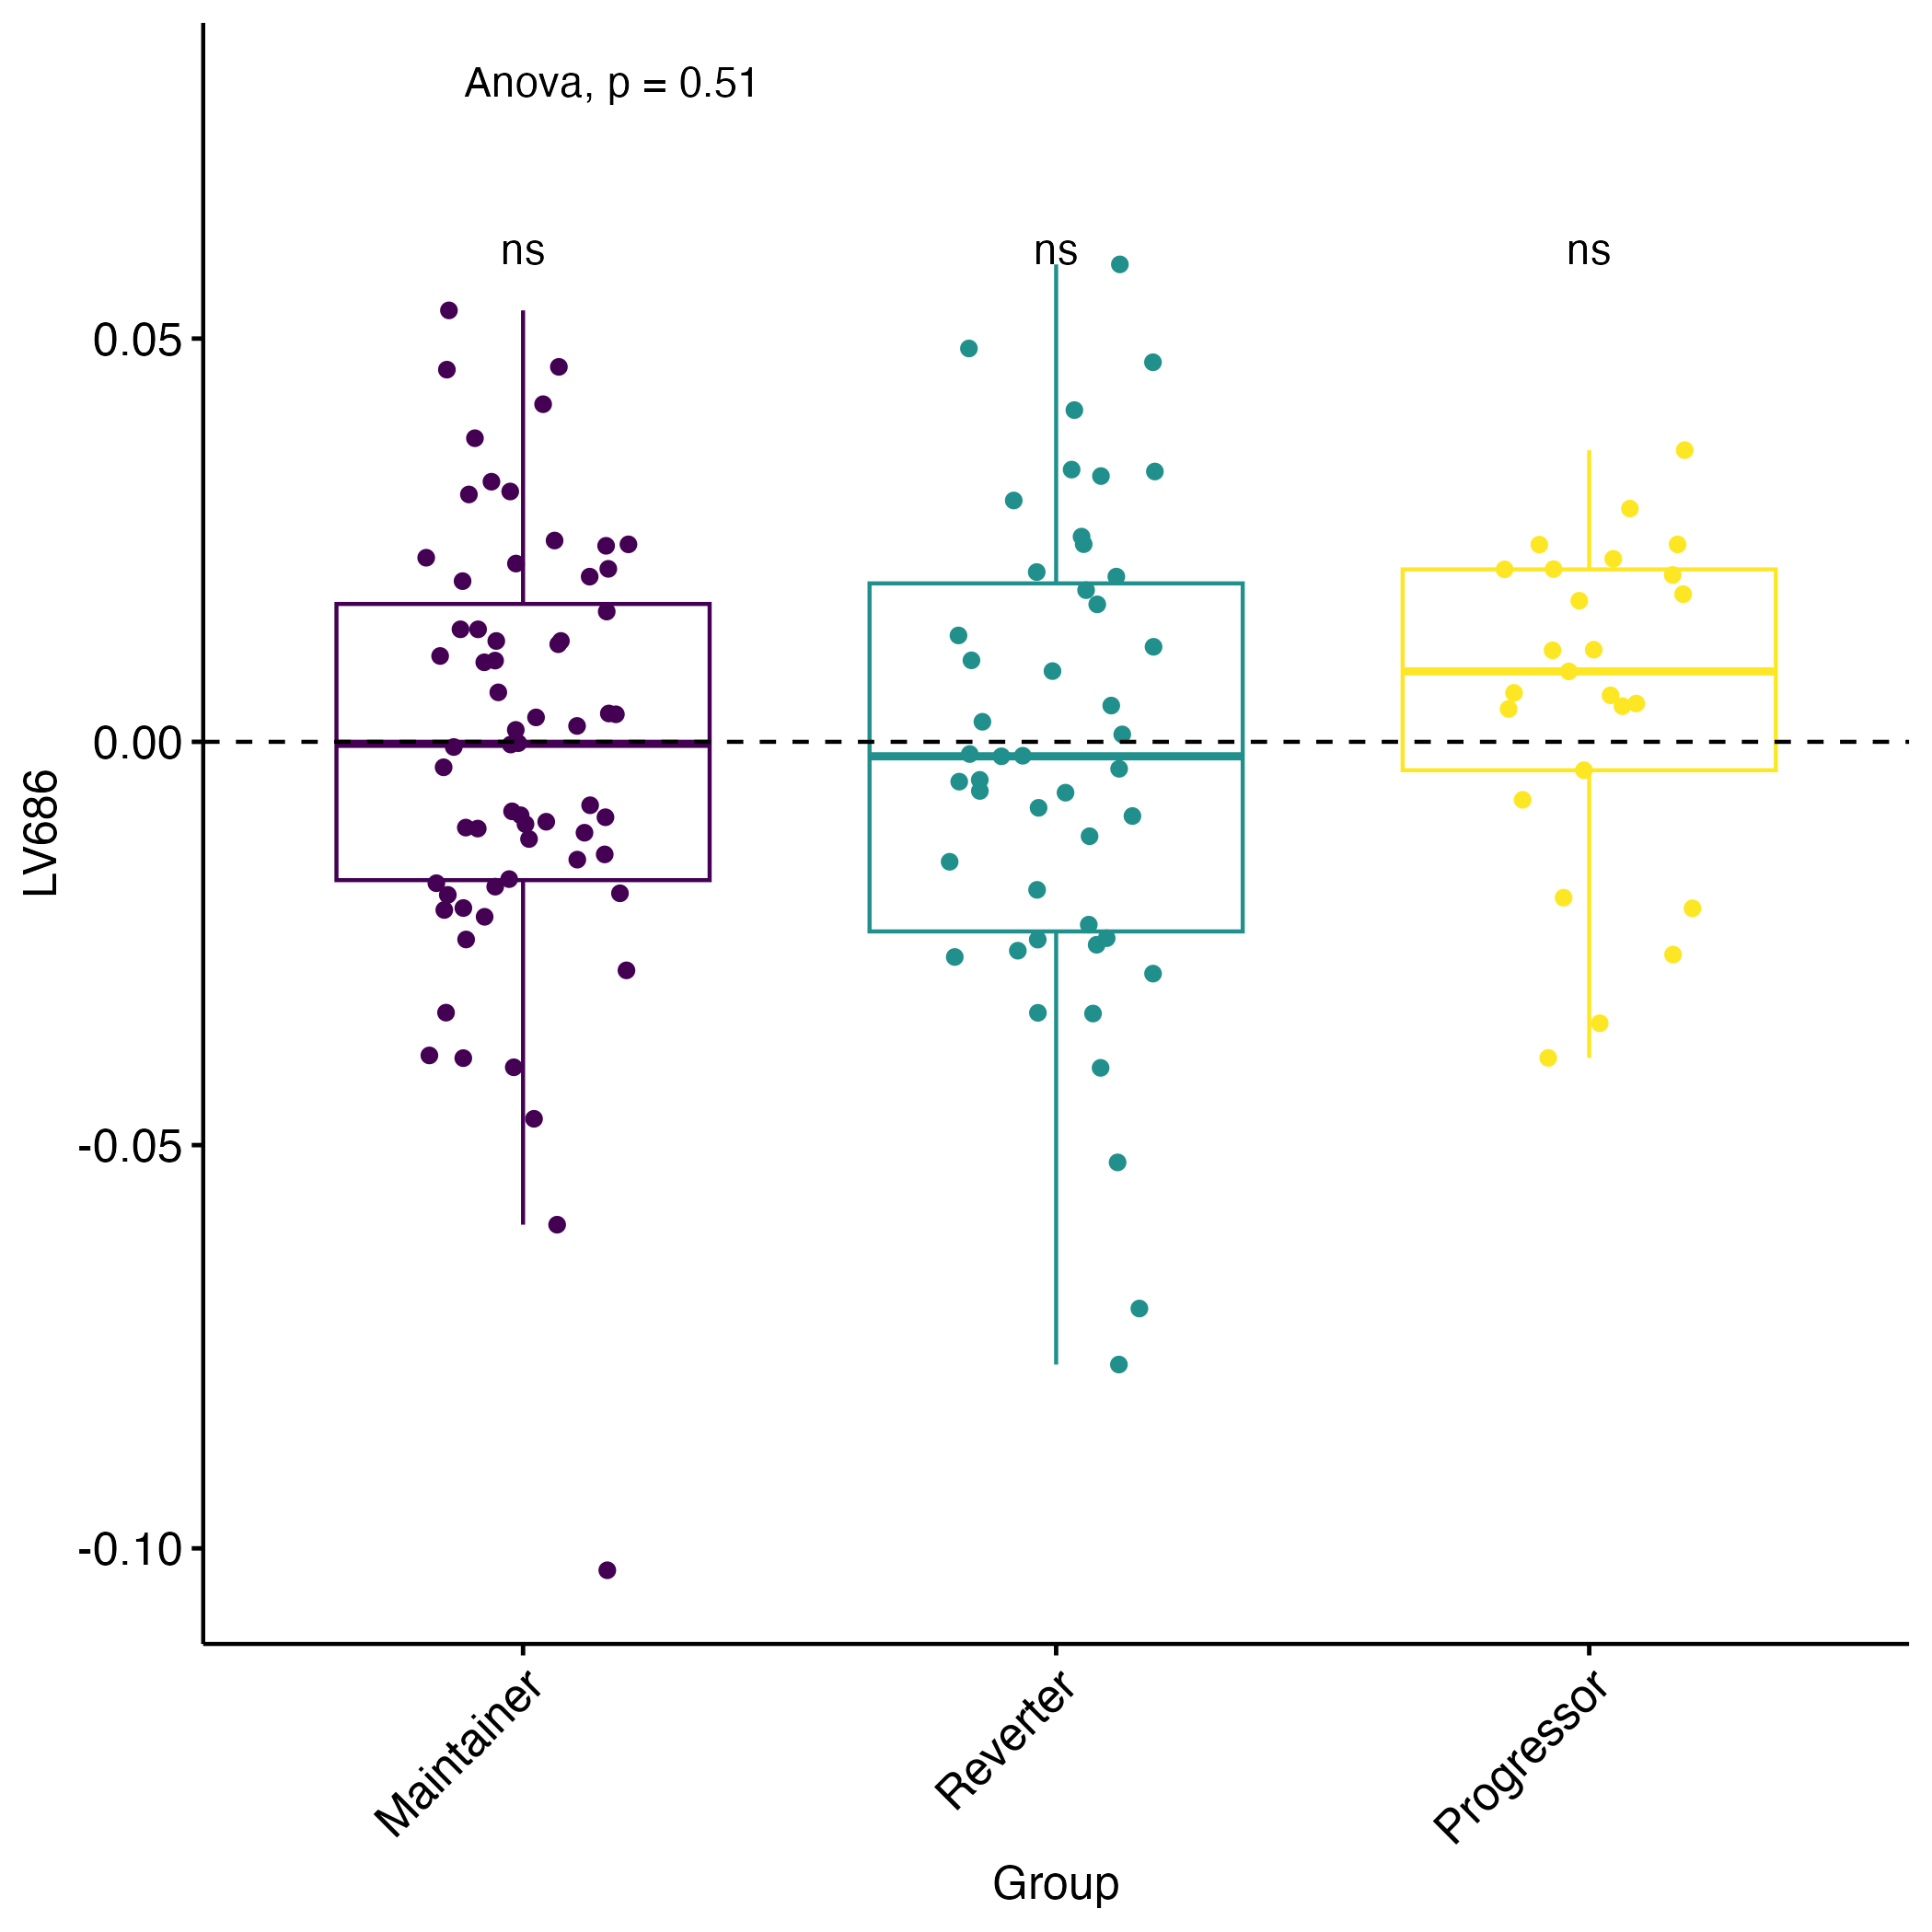 Anova, p = 0.51
ns ns ns
0.05
0.00
-0.05
-0.10
LV686
Maintainer Reverter Progressor
Group